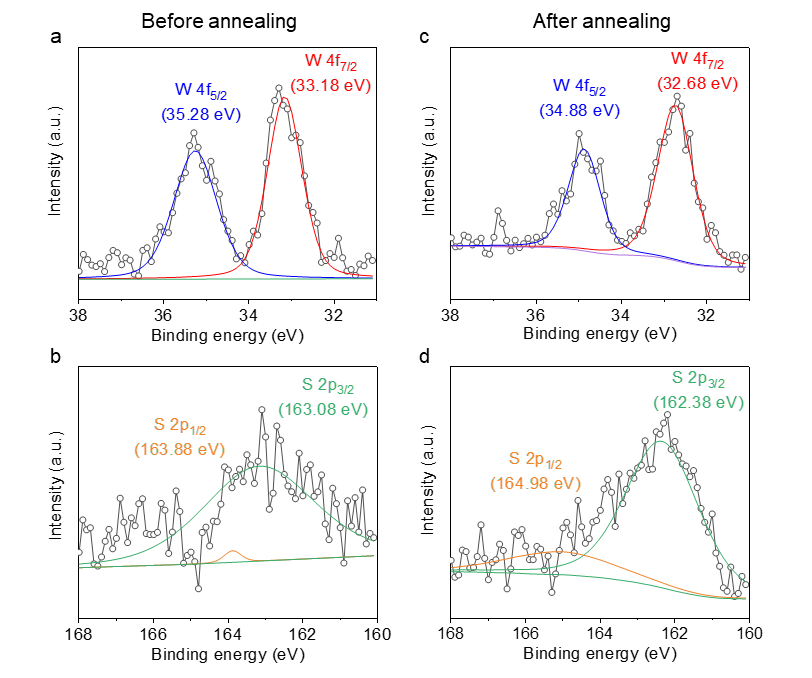 Before annealing
After annealing
a
W 4f7/2
(33.18 eV)
W 4f5/2
(35.28 eV)
Intensity (a.u.)
38 36 34 32
Binding energy (eV)
c
W 4f7/2
(32.68 eV)
W 4f5/2
(34.88 eV)
Intensity (a.u.)
38 36 34 32
Binding energy (eV)
b
S 2p3/2
(163.08 eV)
S 2p1/2
(163.88 eV)
Intensity (a.u.)
168 166 164 162 160
Binding energy (eV)
d
S 2p3/2
(162.38 eV)
S 2p1/2
(164.98 eV)
Intensity (a.u.)
168 166 164 162 160
Binding energy (eV)